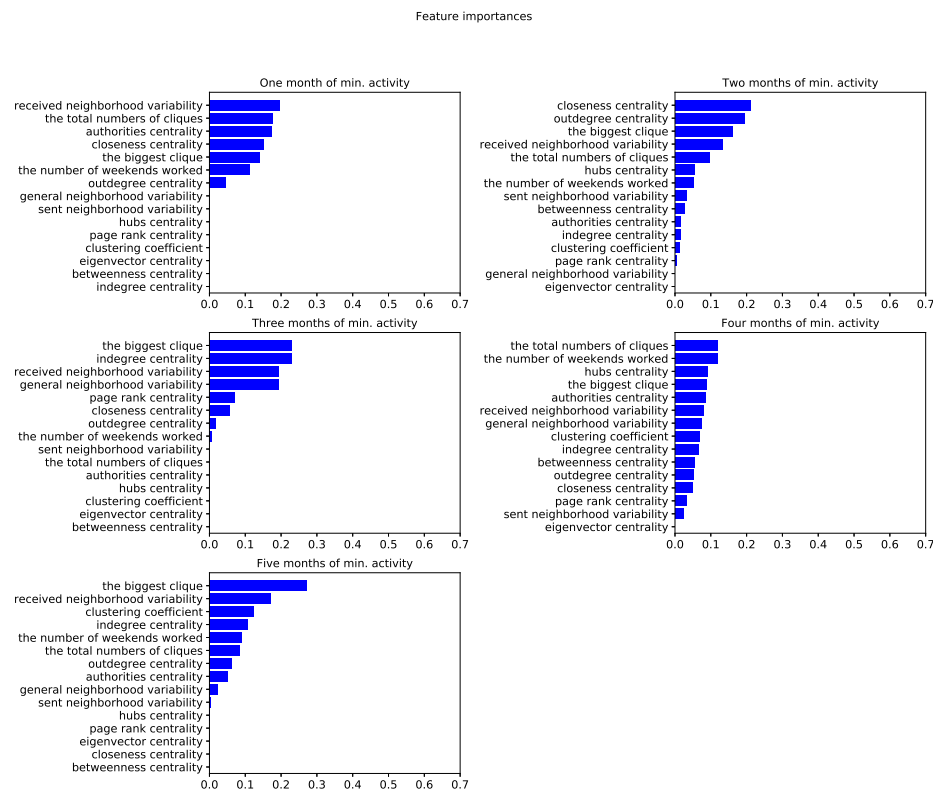 Feature importances
One month of min. activity
received neighborhood variability
the total numbers of cliques
authorities centrality
closeness centrality
the biggest clique
the number of weekends worked
outdegree centrality
general neighborhood variability
sent neighborhood variability
hubs centrality
page rank centrality
clustering coefficient
eigenvector centrality
betweenness centrality
indegree centrality
0.0 0.1 0.2 0.3 0.4 0.5 0.6 0.7
Two months of min. activity
closeness centrality
outdegree centrality
the biggest clique
received neighborhood variability
the total numbers of cliques
hubs centrality
the number of weekends worked
sent neighborhood variability
betweenness centrality
authorities centrality
indegree centrality
clustering coefficient
page rank centrality
general neighborhood variability
eigenvector centrality
0.0 0.1 0.2 0.3 0.4 0.5 0.6 0.7
Three months of min. activity
the biggest clique
indegree centrality
received neighborhood variability
general neighborhood variability
page rank centrality
closeness centrality
outdegree centrality
the number of weekends worked
sent neighborhood variability
the total numbers of cliques
authorities centrality
hubs centrality
clustering coefficient
eigenvector centrality
betweenness centrality
0.0 0.1 0.2 0.3 0.4 0.5 0.6 0.7
Four months of min. activity
the total numbers of cliques
the number of weekends worked
hubs centrality
the biggest clique
authorities centrality
received neighborhood variability
general neighborhood variability
clustering coefficient
indegree centrality
betweenness centrality
outdegree centrality
closeness centrality
page rank centrality
sent neighborhood variability
eigenvector centrality
0.0 0.1 0.2 0.3 0.4 0.5 0.6 0.7
Five months of min. activity
the biggest clique
received neighborhood variability
clustering coefficient
indegree centrality
the number of weekends worked
the total numbers of cliques
outdegree centrality
authorities centrality
general neighborhood variability
sent neighborhood variability
hubs centrality
page rank centrality
eigenvector centrality
closeness centrality
betweenness centrality
0.0 0.1 0.2 0.3 0.4 0.5 0.6 0.7